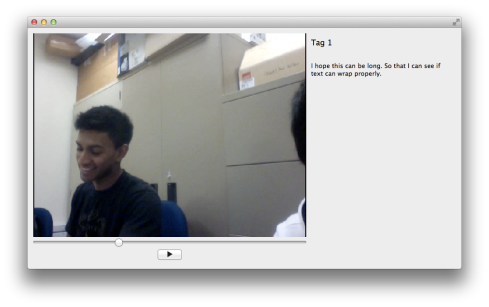 Tag 1
I hope this can be long. So that I can see if
text can wrap properly.